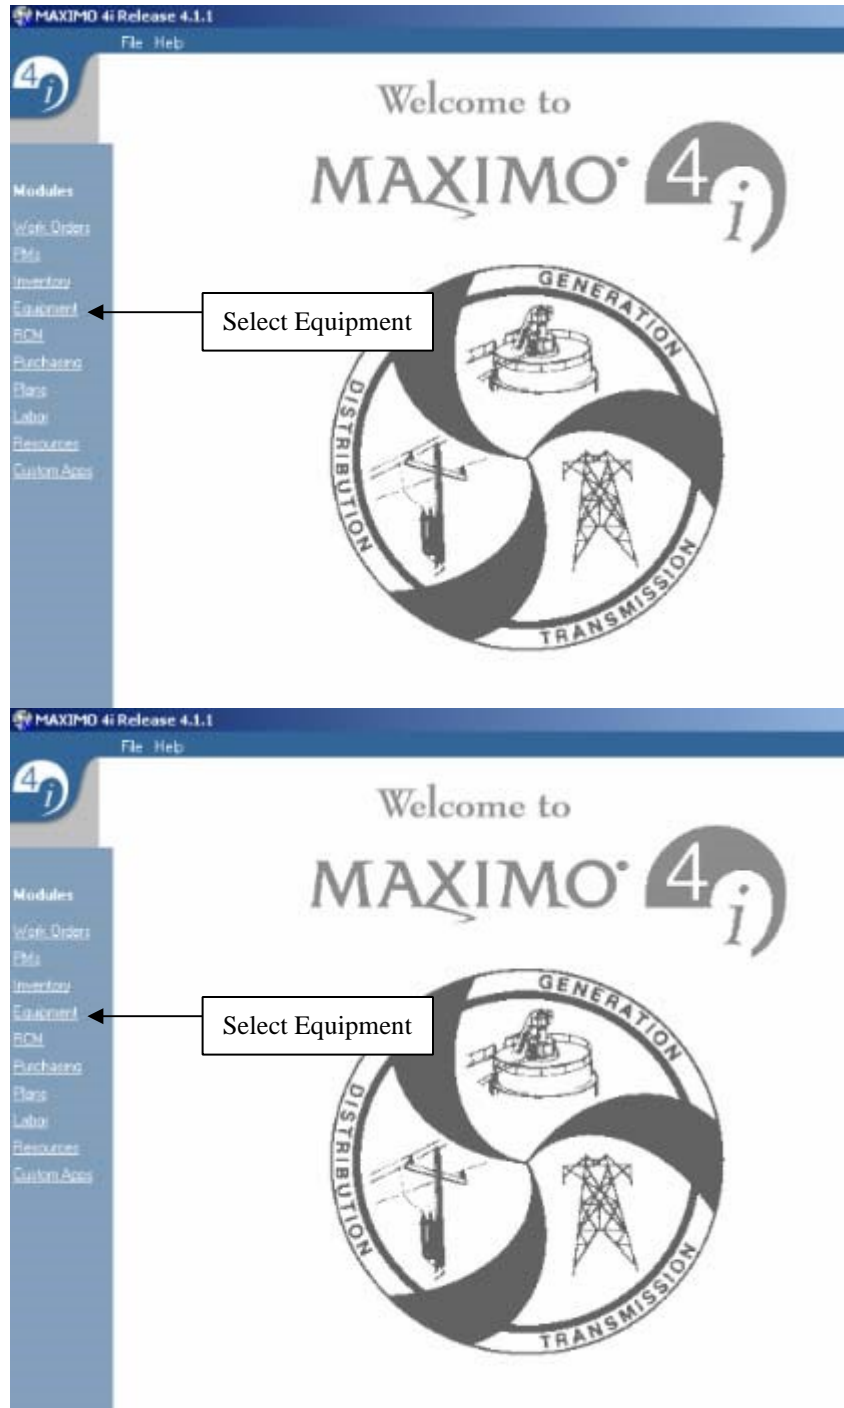 MAXIMO 4i Release 4.1.1
File Help
4i
Welcome to
MAXIMO 4i
Modules
Work Orders
PMs
Inventory
Equipment
Select Equipment
RCM
Purchasing
Plans
Labor
Resources
Custom Apps
GENERATION
DISTRIBUTION
TRANSMISSION
MAXIMO 4i Release 4.1.1
File Help
4i
Welcome to
MAXIMO 4i
Modules
Work Orders
PMs
Inventory
Equipment
Select Equipment
RCM
Purchasing
Plans
Labor
Resources
Custom Apps
GENERATION
DISTRIBUTION
TRANSMISSION